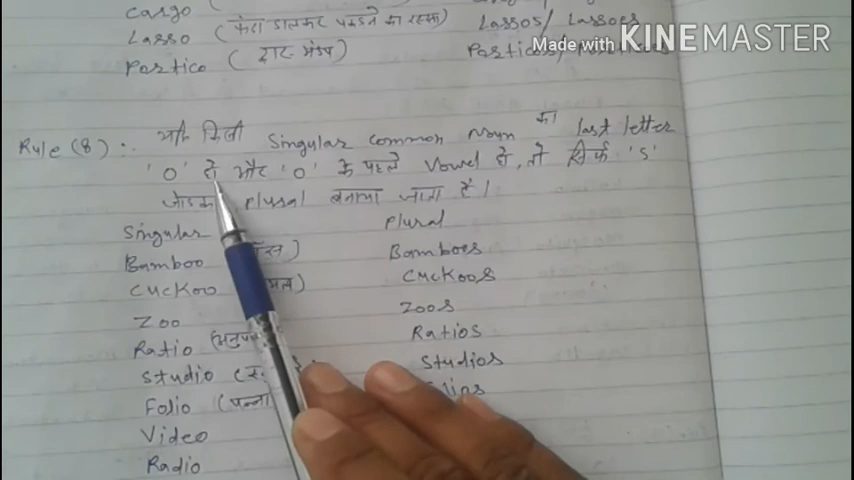 Cargo
Lasso (फंदा डालकर पकड़ने का रस्सा) Lassos/Lassoes
Made with KINEMASTER
Portico (द्वार मंडप) Porticos/
Rule (8) :- यदि किसी Singular common Noun का last letter
'O' हो और 'O' के पहले Vowel हो, तो सिर्फ 'S'
जोड़कर Plural बनाया जाता है।
Singular Plural
Bamboo Bamboos
Cuckoo Cuckoos
Zoo Zoos
Ratio Ratios
Studio Studios
Folio (पन्ना
Video
Radio